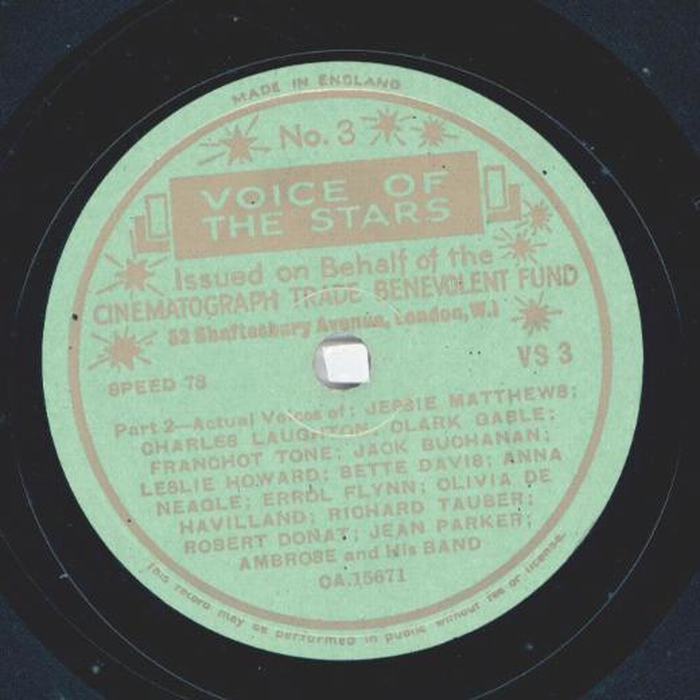 MADE IN ENGLAND
No. 3
VOICE OF
THE STARS
Issued on Behalf of the
CINEMATOGRAPH TRADE BENEVOLENT FUND
52 Shaftesbury Avenue, London, W.1
VS 3
SPEED 78
Part 2—Actual Voices of: JESSIE MATTHEWS;
CHARLES LAUGHTON; CLARK GABLE;
FRANCHOT TONE; JACK BUCHANAN;
LESLIE HOWARD; BETTE DAVIS; ANNA
NEAGLE; ERROL FLYNN; OLIVIA DE
HAVILLAND; RICHARD TAUBER;
ROBERT DONAT; JEAN PARKER;
AMBROSE and His BAND
CA.15671
This record may be performed in public without fee or license.